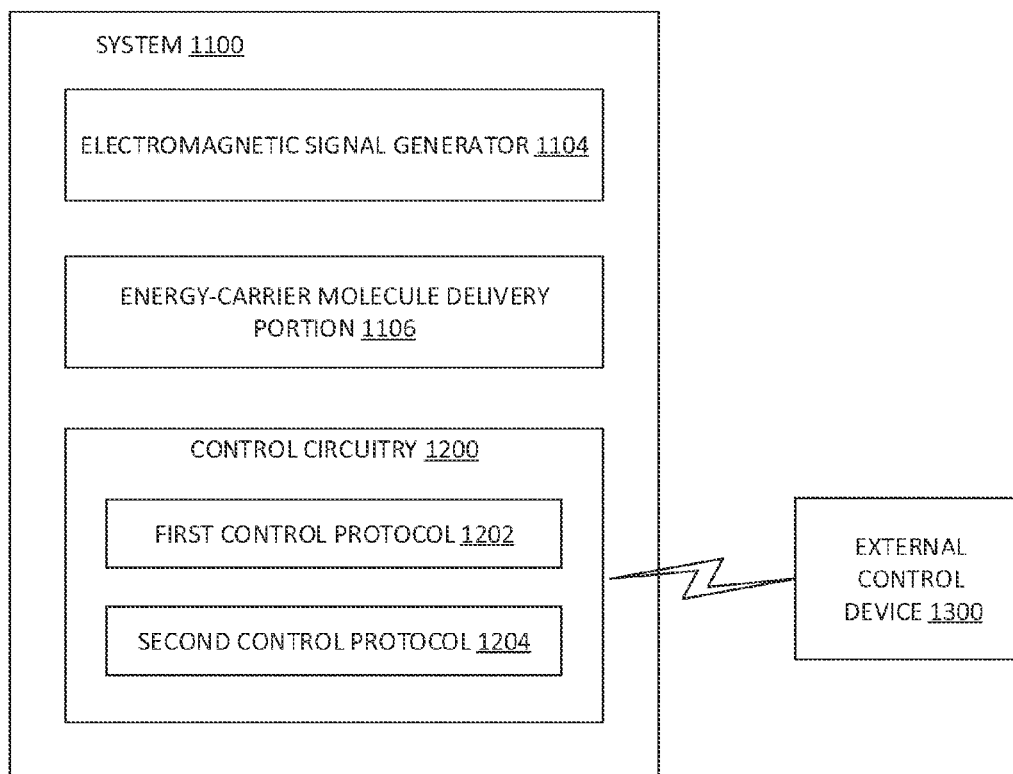 SYSTEM 1100
ELECTROMAGNETIC SIGNAL GENERATOR 1104
ENERGY-CARRIER MOLECULE DELIVERY
PORTION 1106
CONTROL CIRCUITRY 1200
FIRST CONTROL PROTOCOL 1202
SECOND CONTROL PROTOCOL 1204
EXTERNAL
CONTROL
DEVICE 1300